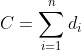 C = \sum_{i=1}^{n} d_i